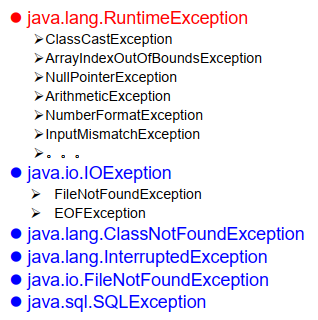 ● java.lang.RuntimeException
➢ClassCastException
➢ArrayIndexOutOfBoundsException
➢NullPointerException
➢ArithmeticException
➢NumberFormatException
➢InputMismatchException
➢。。。
● java.io.IOExeption
➢ FileNotFoundException
➢ EOFException
● java.lang.ClassNotFoundException
● java.lang.InterruptedException
● java.io.FileNotFoundException
● java.sql.SQLException